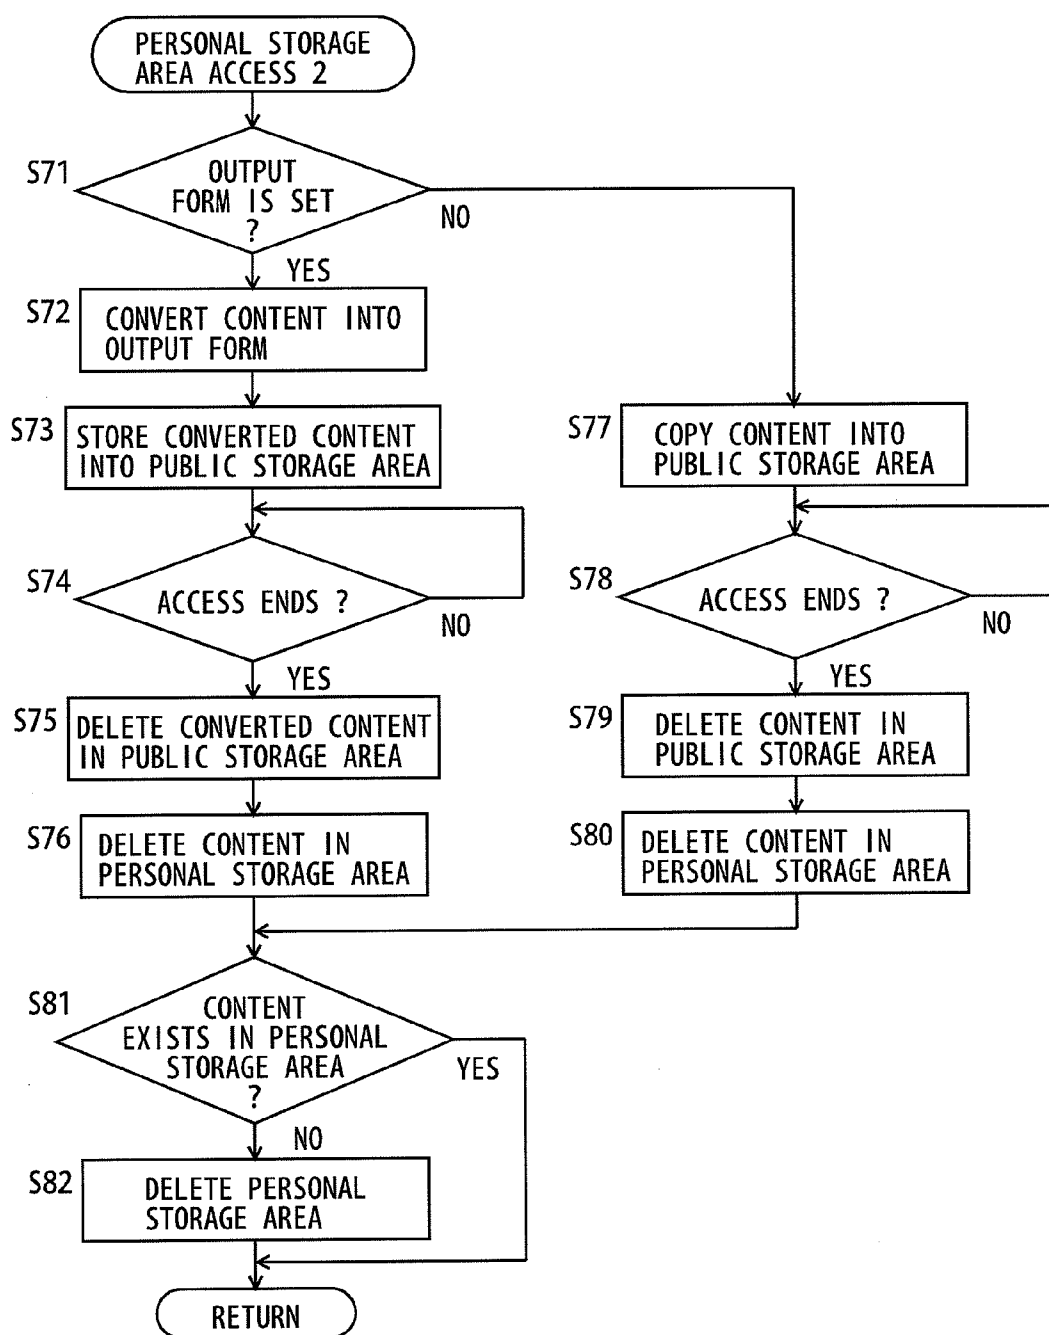 PERSONAL STORAGE
AREA ACCESS 2
S71
OUTPUT
FORM IS SET
?
NO
YES
S72
CONVERT CONTENT INTO
OUTPUT FORM
S73
STORE CONVERTED CONTENT
INTO PUBLIC STORAGE AREA
S77
COPY CONTENT INTO
PUBLIC STORAGE AREA
S74
ACCESS ENDS ?
NO
YES
S78
ACCESS ENDS ?
NO
YES
S75
DELETE CONVERTED CONTENT
IN PUBLIC STORAGE AREA
S79
DELETE CONTENT IN
PUBLIC STORAGE AREA
S76
DELETE CONTENT IN
PERSONAL STORAGE AREA
S80
DELETE CONTENT IN
PERSONAL STORAGE AREA
S81
CONTENT
EXISTS IN PERSONAL
STORAGE AREA
?
YES
NO
S82
DELETE PERSONAL
STORAGE AREA
RETURN